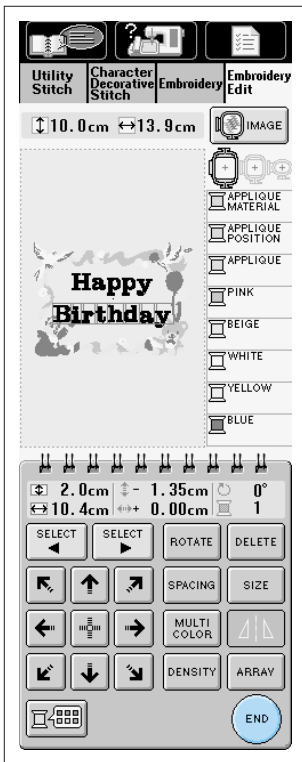 Utility Stitch
Character Decorative Stitch
Embroidery
Embroidery Edit
10.0cm 13.9cm
IMAGE
APPLIQUE MATERIAL
APPLIQUE POSITION
APPLIQUE
PINK
BEIGE
WHITE
YELLOW
BLUE
Happy
Birthday
2.0cm - 1.35cm 0°
10.4cm + 0.00cm 1
SELECT SELECT ROTATE DELETE
SPACING SIZE
MULTI COLOR
DENSITY ARRAY
END